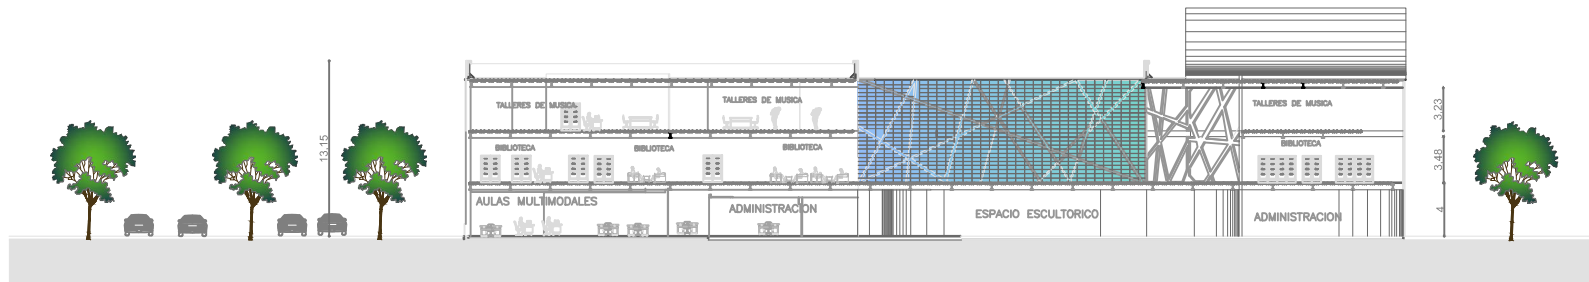 TALLERES DE MUSICA
TALLERES DE MUSICA
TALLERES DE MUSICA
13.15
3.23
BIBLIOTECA
BIBLIOTECA
BIBLIOTECA
BIBLIOTECA
3.48
AULAS MULTIMODALES
ADMINISTRACION
ESPACIO ESCULTORICO
ADMINISTRACION
4